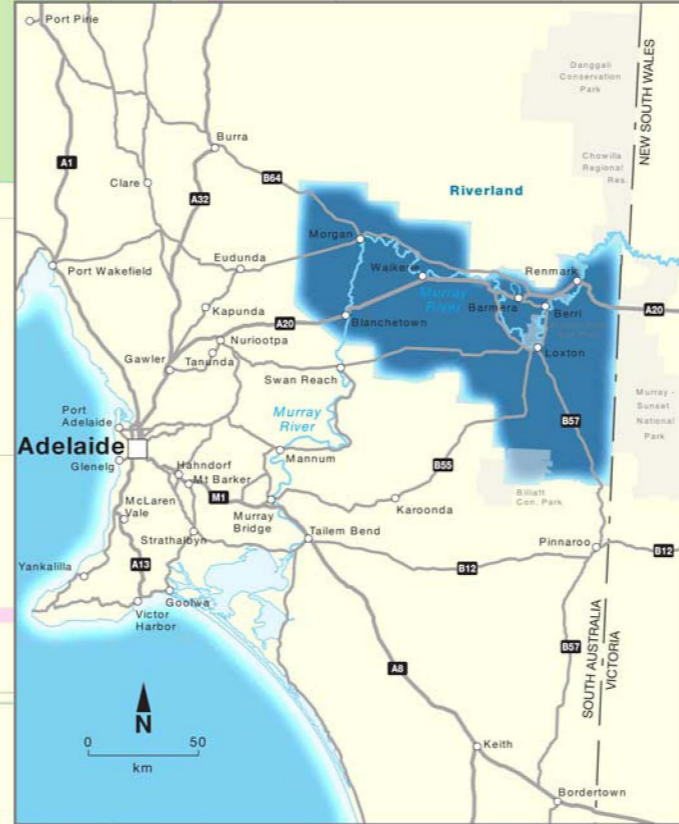 Port Pirie
NEW SOUTH WALES
Danggali
Conservation
Park
Burra
A1
Chowilla
Regional
Res.
B64
Clare
A32
Riverland
Morgan
Eudunda
Port Wakefield
Waikerie
Renmark
Murray
River
Barmera
Berri
A20
Kapunda
A20
Blanchetown
Nuriootpa
Gawler
Tanunda
Loxton
Swan Reach
Murray -
Sunset
National
Park
Port
Adelaide
Murray
River
B57
Adelaide
Glenelg
Mannum
Hahndorf
B55
Mt Barker
M1
Billiatt
Con. Park
McLaren
Vale
Murray
Bridge
Karoonda
Strathalbyn
Tailem Bend
Pinnaroo
B12
Yankalilla
A13
B12
Goolwa
Victor
Harbor
B57
A8
SOUTH AUSTRALIA
VICTORIA
N
0 50
km
Keith
Bordertown